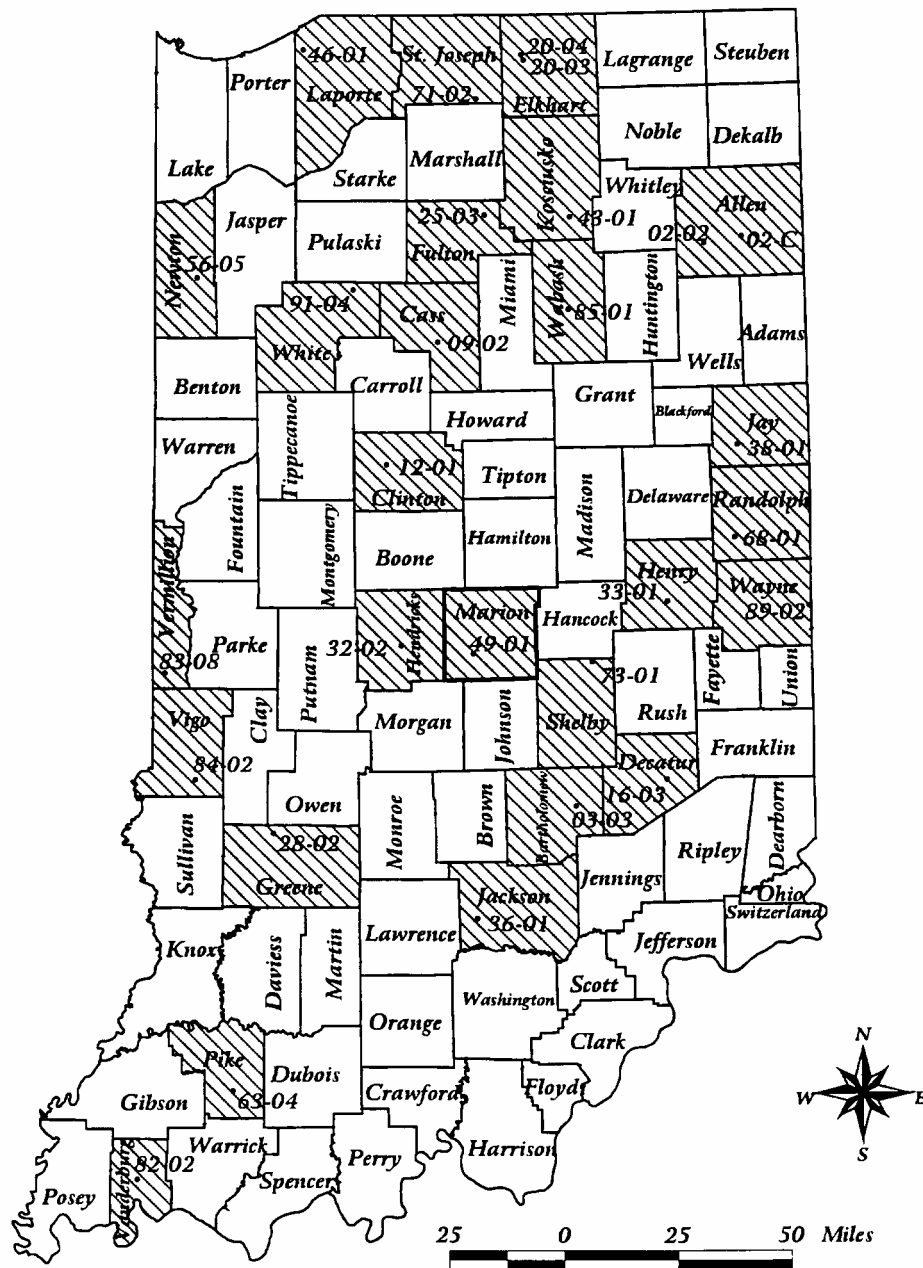 46-01
St. Joseph
20-04
20-03
Lagrange
Steuben
Porter
Laporte
71-02
Elkhart
Noble
Dekalb
Lake
Starke
Marshall
Kosciusko
Whitley
Allen
Jasper
25-03
43-01
02-02
02-C
Newton
56-05
Pulaski
Fulton
Miami
Wabash
85-01
Huntington
91-04
Cass
09-02
White
Wells
Adams
Benton
Carroll
Grant
Blackford
Warren
Tippecanoe
Howard
Jay
38-01
12-01
Clinton
Tipton
Madison
Delaware
Randolph
68-01
Fountain
Montgomery
Boone
Hamilton
Henry
33-01
Wayne
89-02
Vermillion
83-08
Parke
Putnam
32-02
Hendricks
Marion
49-01
Hancock
73-01
Fayette
Union
Vigo
84-02
Clay
Morgan
Johnson
Shelby
Rush
Franklin
Owen
Monroe
Brown
Bartholomew
Decatur
16-03
03-03
Dearborn
Sullivan
28-02
Greene
Jackson
36-01
Jennings
Ripley
Ohio
Switzerland
Knox
Daviess
Martin
Lawrence
Jefferson
Washington
Scott
Orange
Clark
Pike
63-04
Dubois
Crawford
Floyd
Gibson
Warrick
Harrison
Perry
Spencer
Posey
Vanderburg
82-02
N
W
E
S
25 0 25 50 Miles